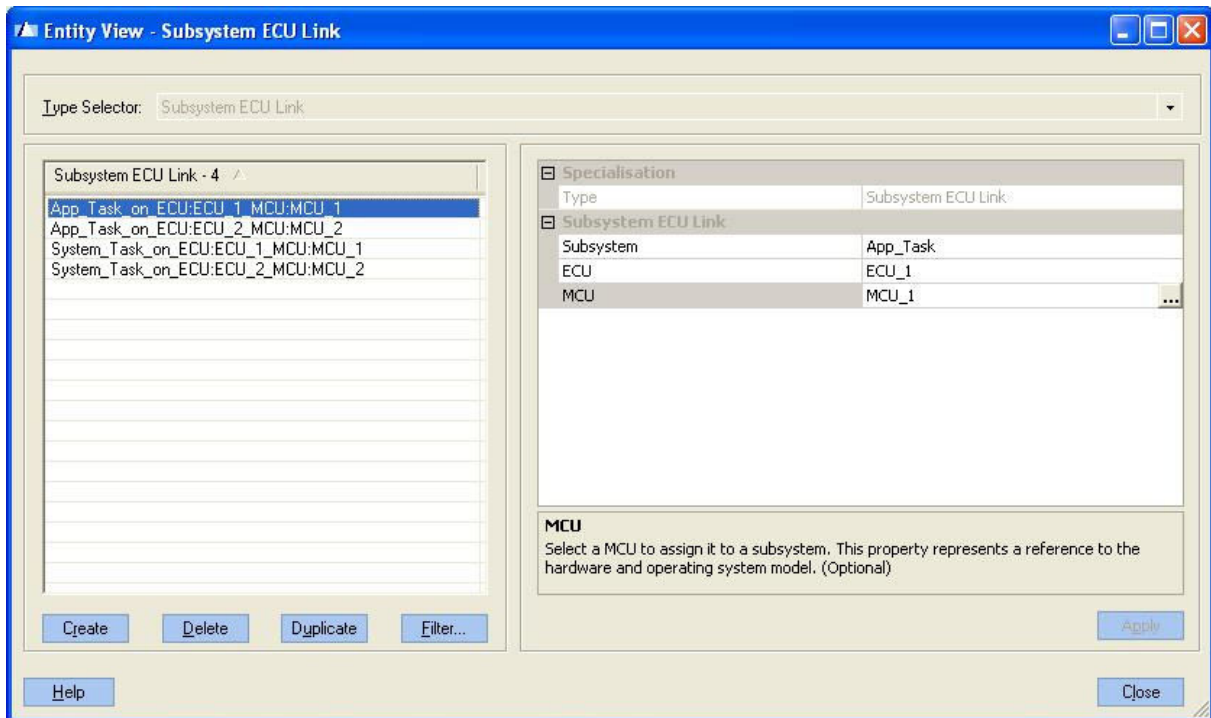 Entity View - Subsystem ECU Link
Type Selector: Subsystem ECU Link
Subsystem ECU Link - 4
App_Task_on_ECU:ECU_1_MCU:MCU_1
App_Task_on_ECU:ECU_2_MCU:MCU_2
System_Task_on_ECU:ECU_1_MCU:MCU_1
System_Task_on_ECU:ECU_2_MCU:MCU_2
Create Delete Duplicate Filter...
Specialisation
Type Subsystem ECU Link
Subsystem ECU Link
Subsystem App_Task
ECU ECU_1
MCU MCU_1 ...
MCU
Select a MCU to assign it to a subsystem. This property represents a reference to the
hardware and operating system model. (Optional)
Apply
Help Close